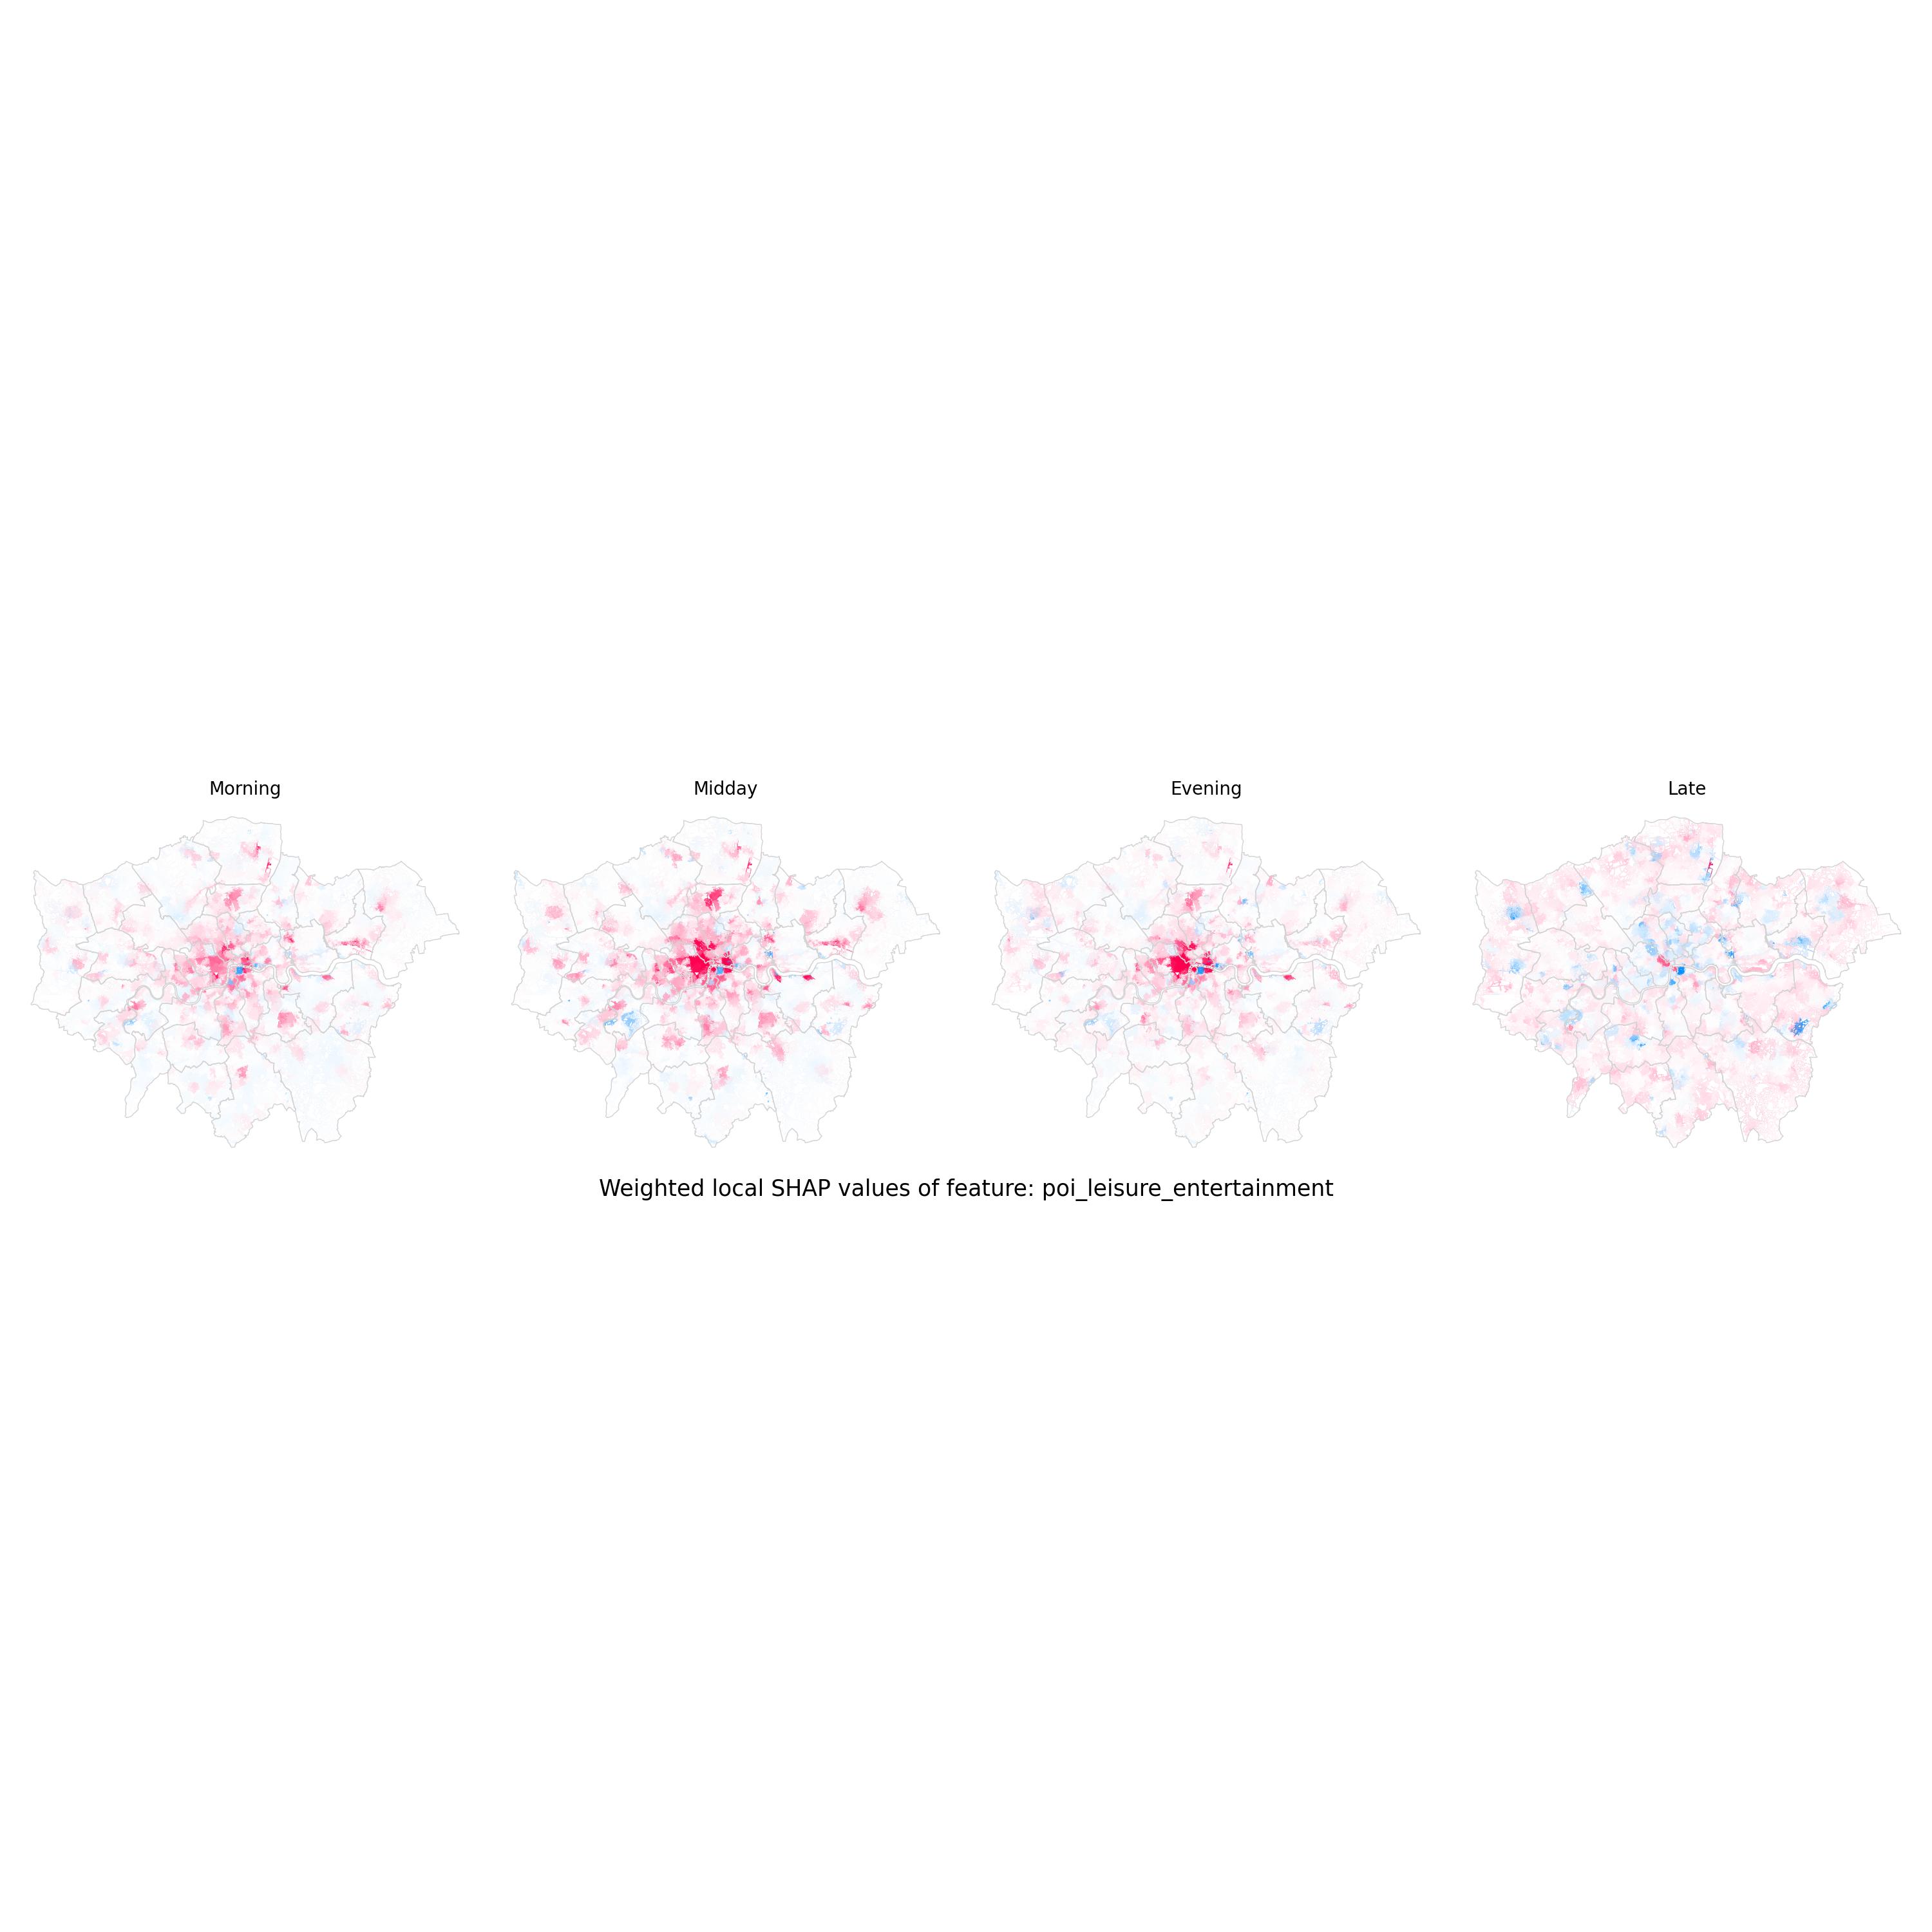 Morning
Midday
Evening
Late
Weighted local SHAP values of feature: poi_leisure_entertainment